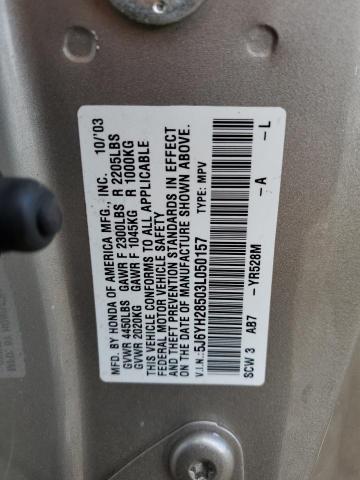 MFD. BY HONDA OF AMERICA MFG., INC. 10/'03
GVWR 4450LBS GAWR F 2300LBS R 2205LBS
GVWR 2020KG GAWR F 1045KG R 1000KG
THIS VEHICLE CONFORMS TO ALL APPLICABLE
FEDERAL MOTOR VEHICLE SAFETY
AND THEFT PREVENTION STANDARDS IN EFFECT
ON THE DATE OF MANUFACTURE SHOWN ABOVE.
V.I.N.: 5J6YH28503L050157 TYPE: MPV
SCW 3 AB7 -YR528M -A -L